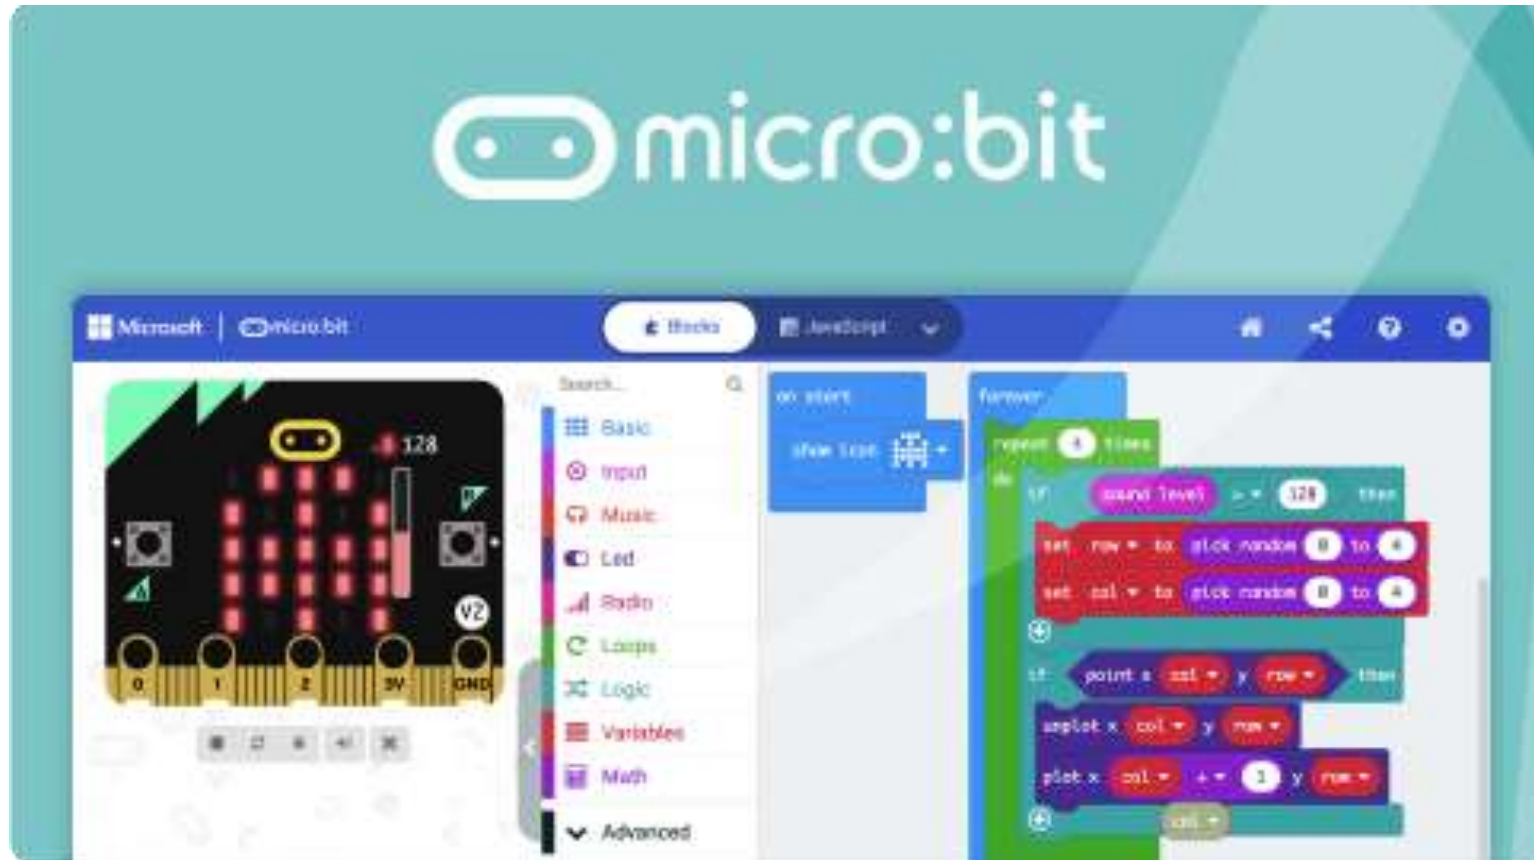 micro:bit
Microsoft | micro:bit
Blocks
JavaScript
128
A
B
V2
0 1 2 3V GND
Search...
Basic
Input
Music
Led
Radio
Loops
Logic
Variables
Math
Advanced
on start
show icon
forever
repeat 4 times
do
if sound level > 128 then
set row to pick random 0 to 4
set col to pick random 0 to 4
if point x col y row then
unplot x col y row
plot x col + 1 y row
col